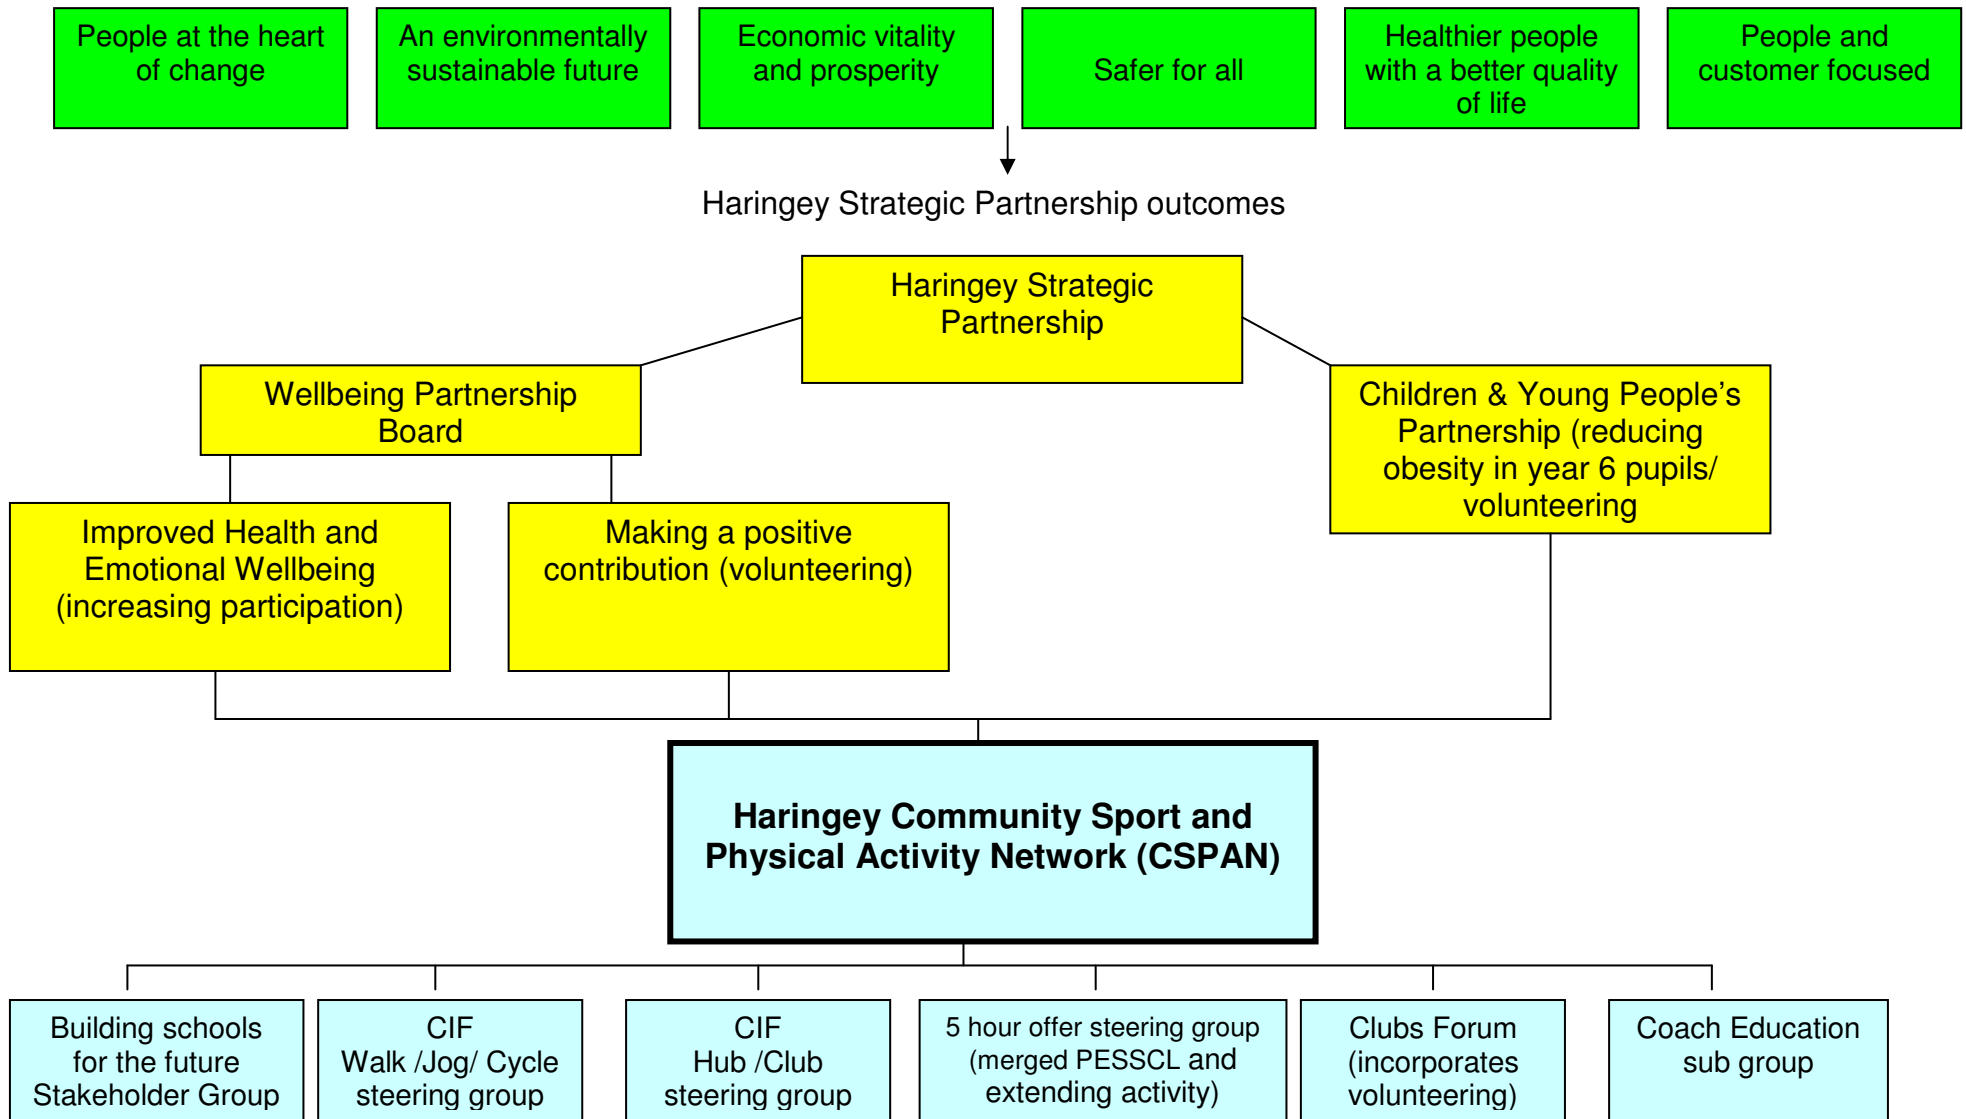 People at the heart
of change
An environmentally
sustainable future
Economic vitality
and prosperity
Safer for all
Healthier people
with a better quality
of life
People and
customer focused
Haringey Strategic Partnership outcomes
Haringey Strategic
Partnership
Wellbeing Partnership
Board
Children & Young People’s
Partnership (reducing
obesity in year 6 pupils/
volunteering
Improved Health and
Emotional Wellbeing
(increasing participation)
Making a positive
contribution (volunteering)
Haringey Community Sport and
Physical Activity Network (CSPAN)
Building schools
for the future
Stakeholder Group
CIF
Walk /Jog/ Cycle
steering group
CIF
Hub /Club
steering group
5 hour offer steering group
(merged PESSCL and
extending activity)
Clubs Forum
(incorporates
volunteering)
Coach Education
sub group